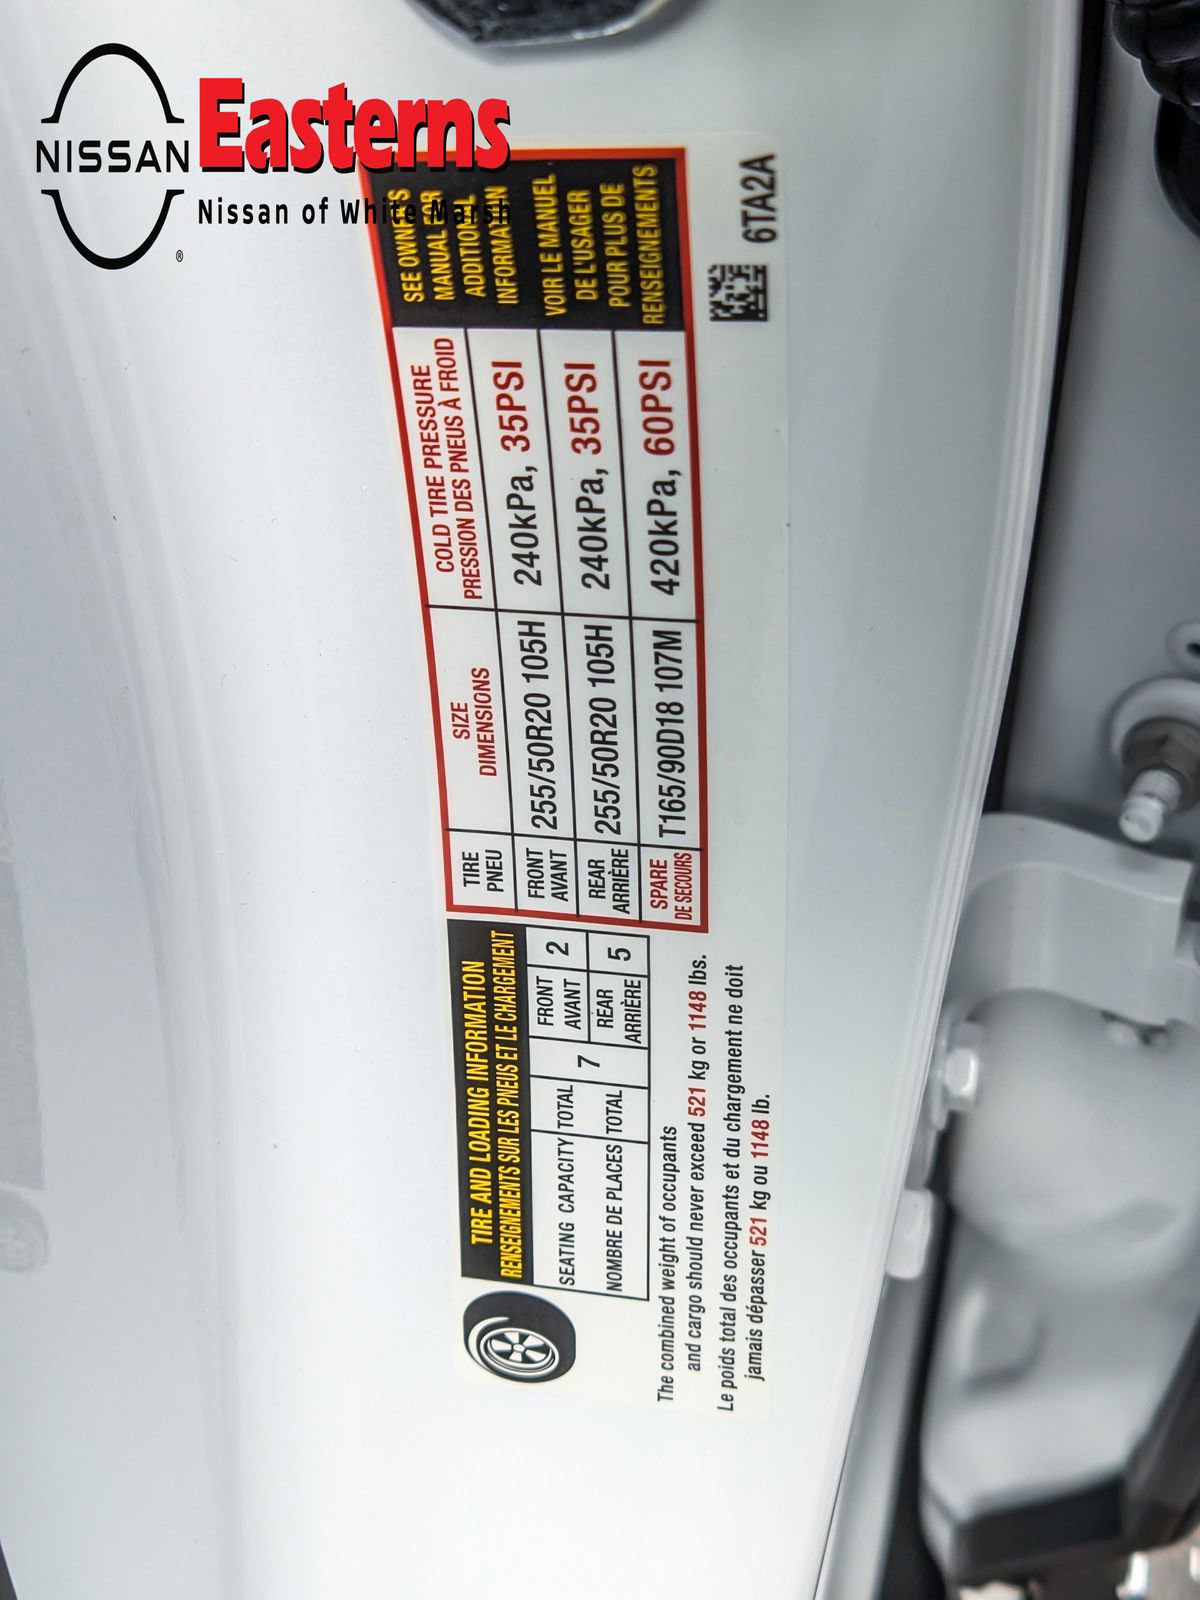 NISSAN
®
Easterns
Nissan of White Marsh
TIRE AND LOADING INFORMATION
RENSEIGNEMENTS SUR LES PNEUS ET LE CHARGEMENT
SEATING CAPACITY
NOMBRE DE PLACES
TOTAL
TOTAL
7
FRONT
AVANT
2
REAR
ARRIÈRE
5
The combined weight of occupants
and cargo should never exceed 521 kg or 1148 lbs.
Le poids total des occupants et du chargement ne doit
jamais dépasser 521 kg ou 1148 lb.
TIRE
PNEU
SIZE
DIMENSIONS
COLD TIRE PRESSURE
PRESSION DES PNEUS À FROID
FRONT
AVANT
255/50R20 105H
240kPa, 35PSI
REAR
ARRIÈRE
255/50R20 105H
240kPa, 35PSI
SPARE
DE SECOURS
T165/90D18 107M
420kPa, 60PSI
SEE OWNER'S
MANUAL FOR
ADDITIONAL
INFORMATION
VOIR LE MANUEL
DE L'USAGER
POUR PLUS DE
RENSEIGNEMENTS
6TA2A